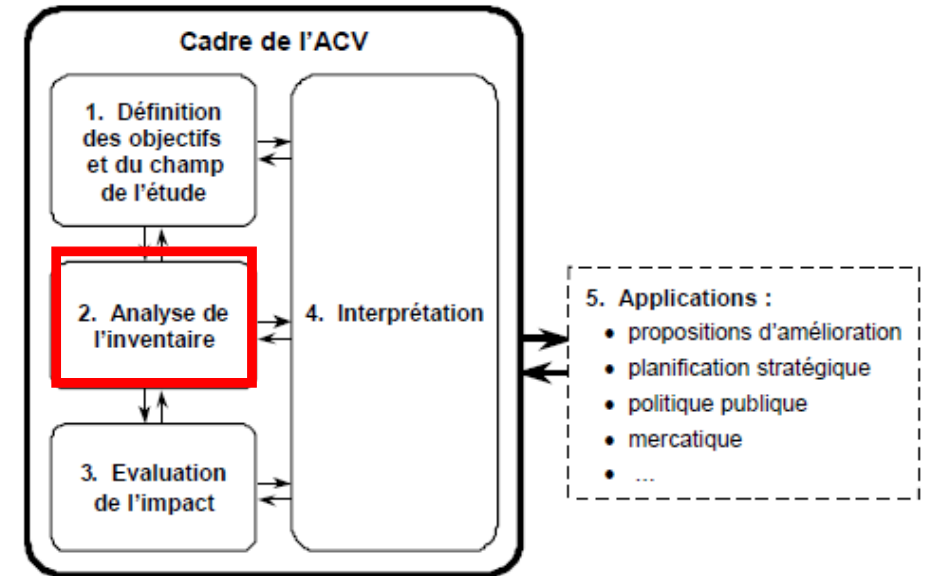 Cadre de l'ACV
1. Définition
des objectifs
et du champ
de l'étude
2. Analyse de
l'inventaire
3. Evaluation
de l'impact
4. Interprétation
5. Applications :
• propositions d'amélioration
• planification stratégique
• politique publique
• mercatique
• ...